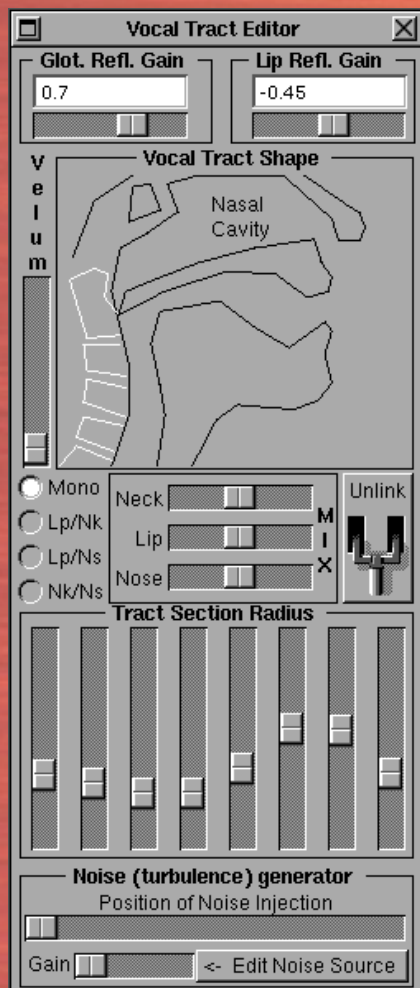 Vocal Tract Editor
Glot. Refl. Gain
Lip Refl. Gain
0.7
-0.45
Velum
Vocal Tract Shape
Nasal
Cavity
Mono
Lp/Nk
Lp/Ns
Nk/Ns
Neck
Lip
Nose
MIX
Unlink
Tract Section Radius
Noise (turbulence) generator
Position of Noise Injection
Gain
<- Edit Noise Source